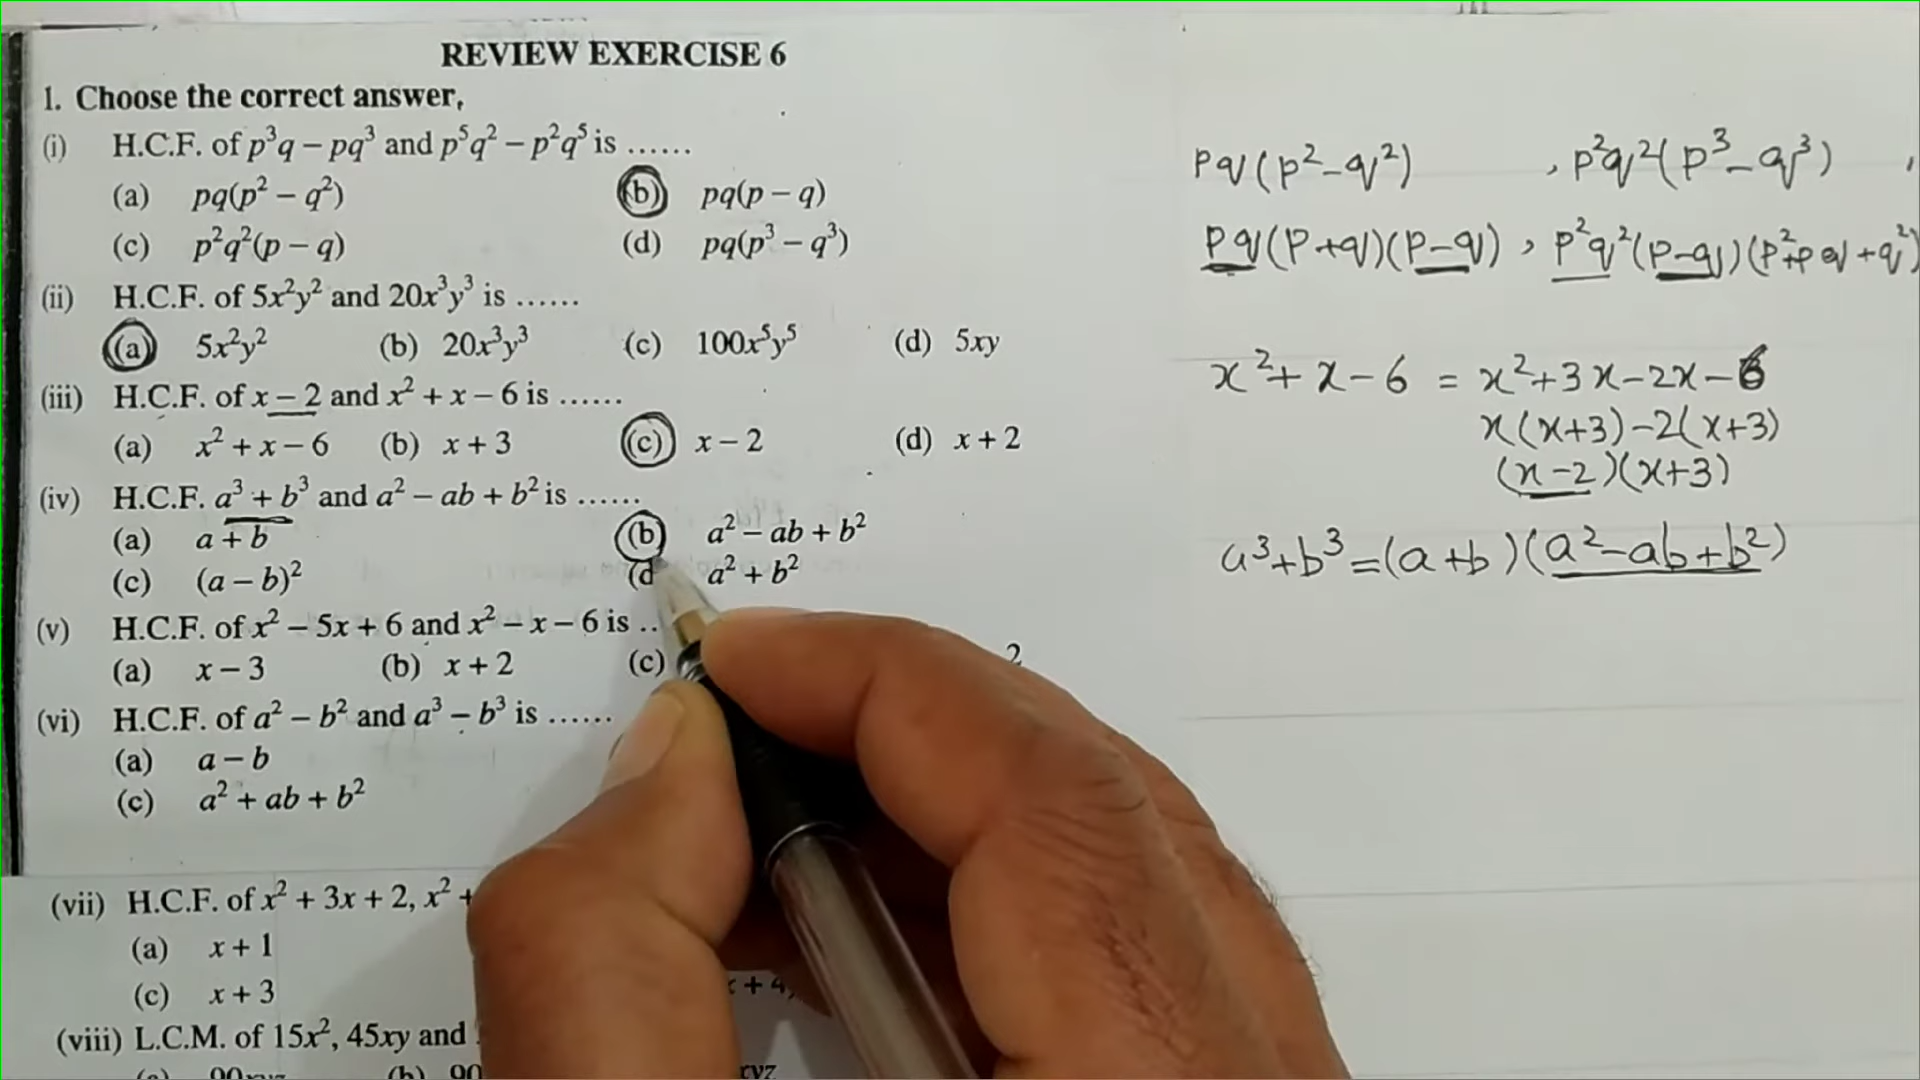 REVIEW EXERCISE 6
1. Choose the correct answer,
(i) H.C.F. of p³q – pq³ and p⁵q² – p²q⁵ is ......
(a) pq(p² – q²) (b) pq(p – q)
(c) p²q²(p – q) (d) pq(p³ – q³)
(ii) H.C.F. of 5x²y² and 20x³y³ is ......
(a) 5x²y² (b) 20x³y³ (c) 100x⁵y⁵ (d) 5xy
(iii) H.C.F. of x – 2 and x² + x – 6 is ......
(a) x² + x – 6 (b) x + 3 (c) x – 2 (d) x + 2
(iv) H.C.F. a³ + b³ and a² – ab + b² is ......
(a) a + b (b) a² – ab + b²
(c) (a – b)² (d a² + b²
(v) H.C.F. of x² – 5x + 6 and x² – x – 6 is ..
(a) x – 3 (b) x + 2 (c) 2
(vi) H.C.F. of a² – b² and a³ – b³ is ......
(a) a – b
(c) a² + ab + b²
(vii) H.C.F. of x² + 3x + 2, x² +
(a) x + 1
(c) x + 3 x + 4,
(viii) L.C.M. of 15x², 45xy and
pq(p²-q²) , p²q²(p³-q³) ,
pq(p+q)(p-q) , p²q²(p-q)(p²+pq+q²)
x²+x-6 = x²+3x-2x-6
x(x+3)-2(x+3)
(x-2)(x+3)
a³+b³=(a+b)(a²-ab+b²)